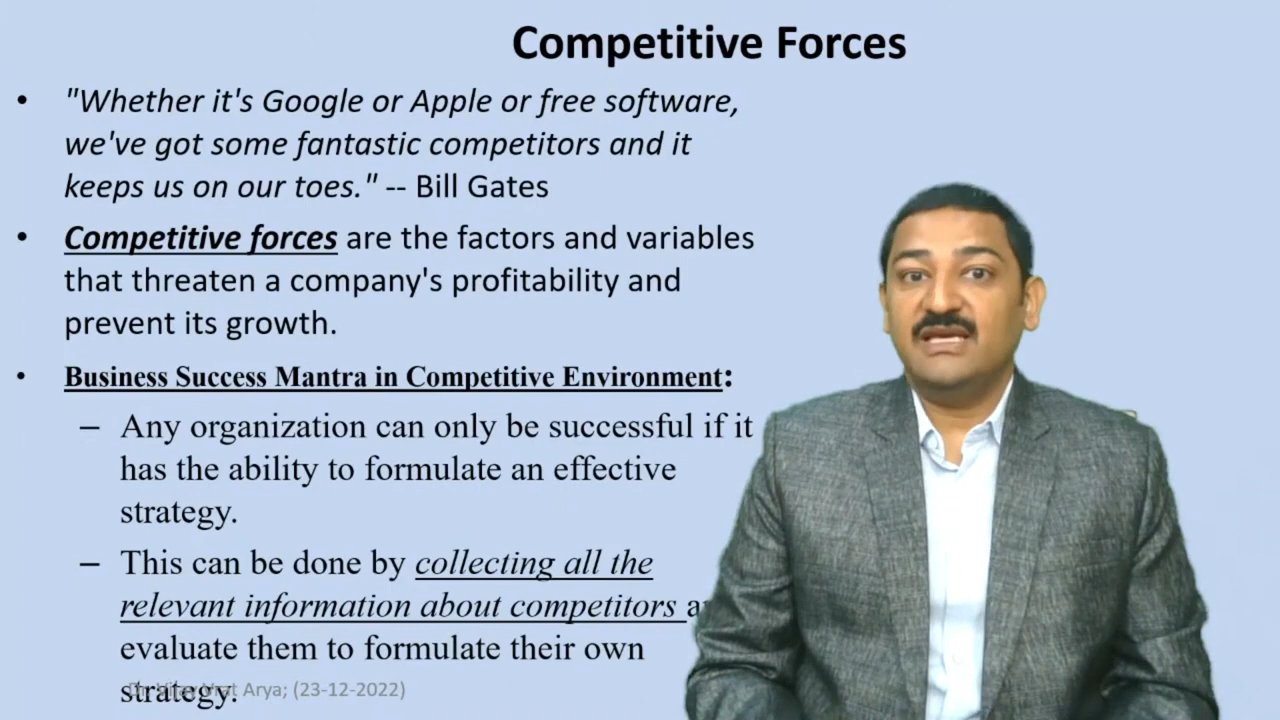 Competitive Forces
• "Whether it's Google or Apple or free software,
we've got some fantastic competitors and it
keeps us on our toes." -- Bill Gates
• Competitive forces are the factors and variables
that threaten a company's profitability and
prevent its growth.
• Business Success Mantra in Competitive Environment:
– Any organization can only be successful if it
has the ability to formulate an effective
strategy.
– This can be done by collecting all the
relevant information about competitors
evaluate them to formulate their own
strategy.
Vrat Arya; (23-12-2022)